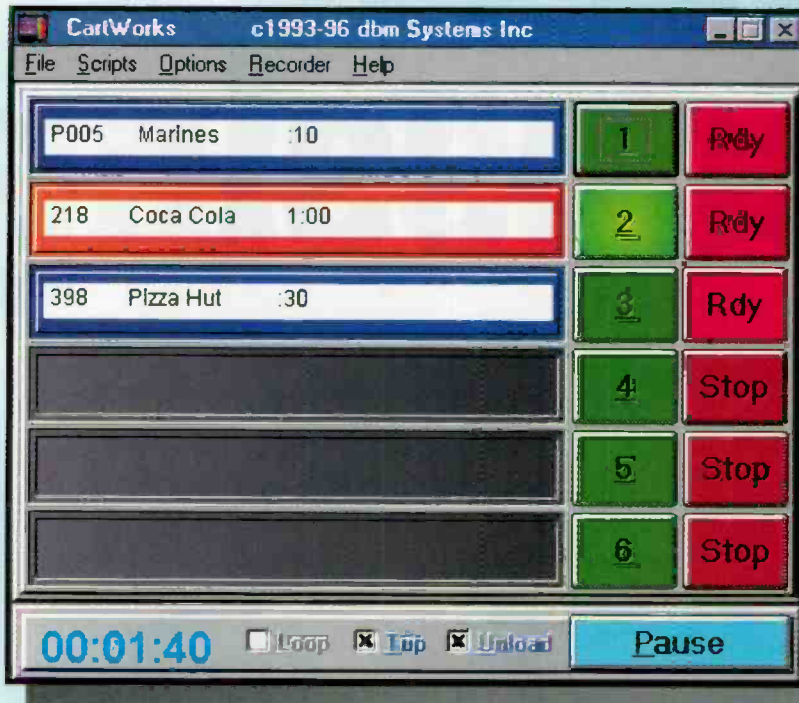 CartWorks c1993-96 dbm Systems Inc
File Scripts Options Recorder Help
P005 Marines :10 1 Rdy
218 Coca Cola 1:00 2 Rdy
398 Pizza Hut :30 3 Rdy
4 Stop
5 Stop
6 Stop
00:01:40 Loop Top Unload Pause